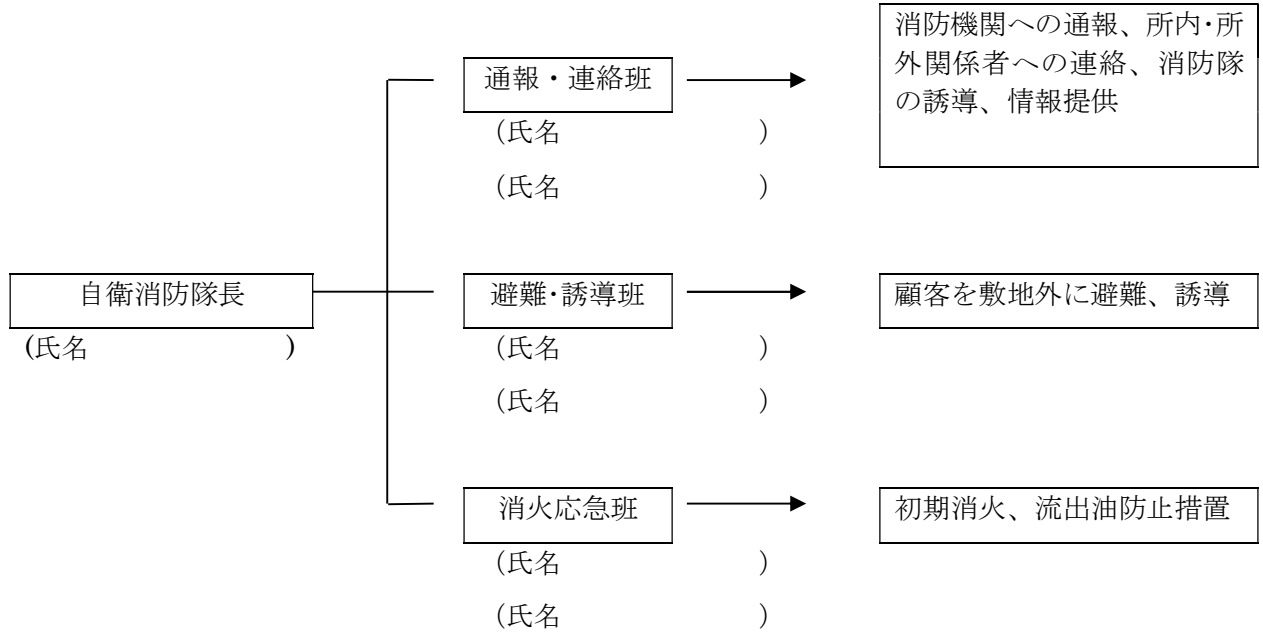 消防機関への通報、所内･所
外関係者への連絡、消防隊
の誘導、情報提供
通報・連絡班
(氏名　　　　　　　)
(氏名　　　　　　　)
自衛消防隊長
(氏名　　　　　　　)
避難･誘導班
(氏名　　　　　　　)
(氏名　　　　　　　)
顧客を敷地外に避難、誘導
消火応急班
(氏名　　　　　　　)
(氏名　　　　　　　)
初期消火、流出油防止措置